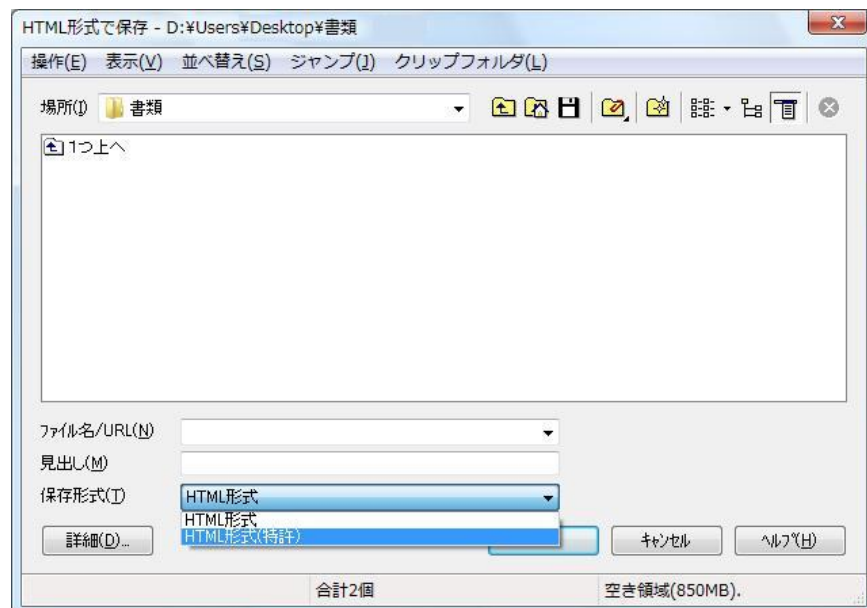 HTML形式で保存 - D:¥Users¥Desktop¥書類
操作(E) 表示(V) 並べ替え(S) ジャンプ(J) クリップフォルダ(L)
場所(I) 書類
1つ上へ
ファイル名/URL(N)
見出し(M)
保存形式(T) HTML形式
HTML形式
HTML形式(特許)
詳細(D)... キャンセル ヘルプ(H)
合計2個 空き領域(850MB).